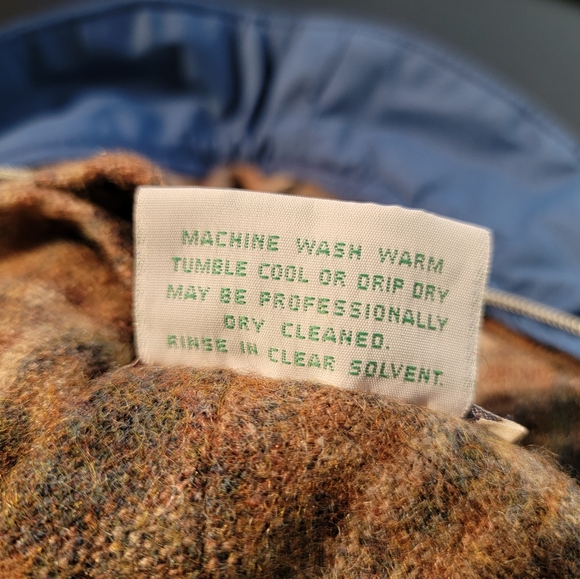 MACHINE WASH WARM
TUMBLE COOL OR DRIP DRY
MAY BE PROFESSIONALLY
DRY CLEANED.
RINSE IN CLEAR SOLVENT.